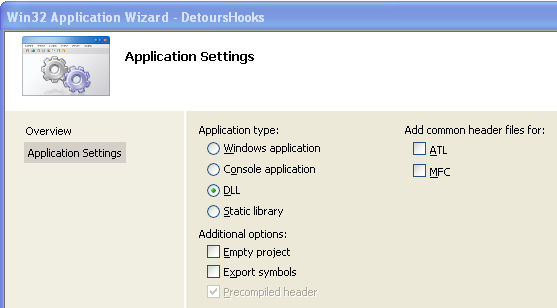 Win32 Application Wizard - DetoursHooks
Application Settings
Overview
Application Settings
Application type:
Windows application
Console application
DLL
Static library
Additional options:
Empty project
Export symbols
Precompiled header
Add common header files for:
ATL
MFC